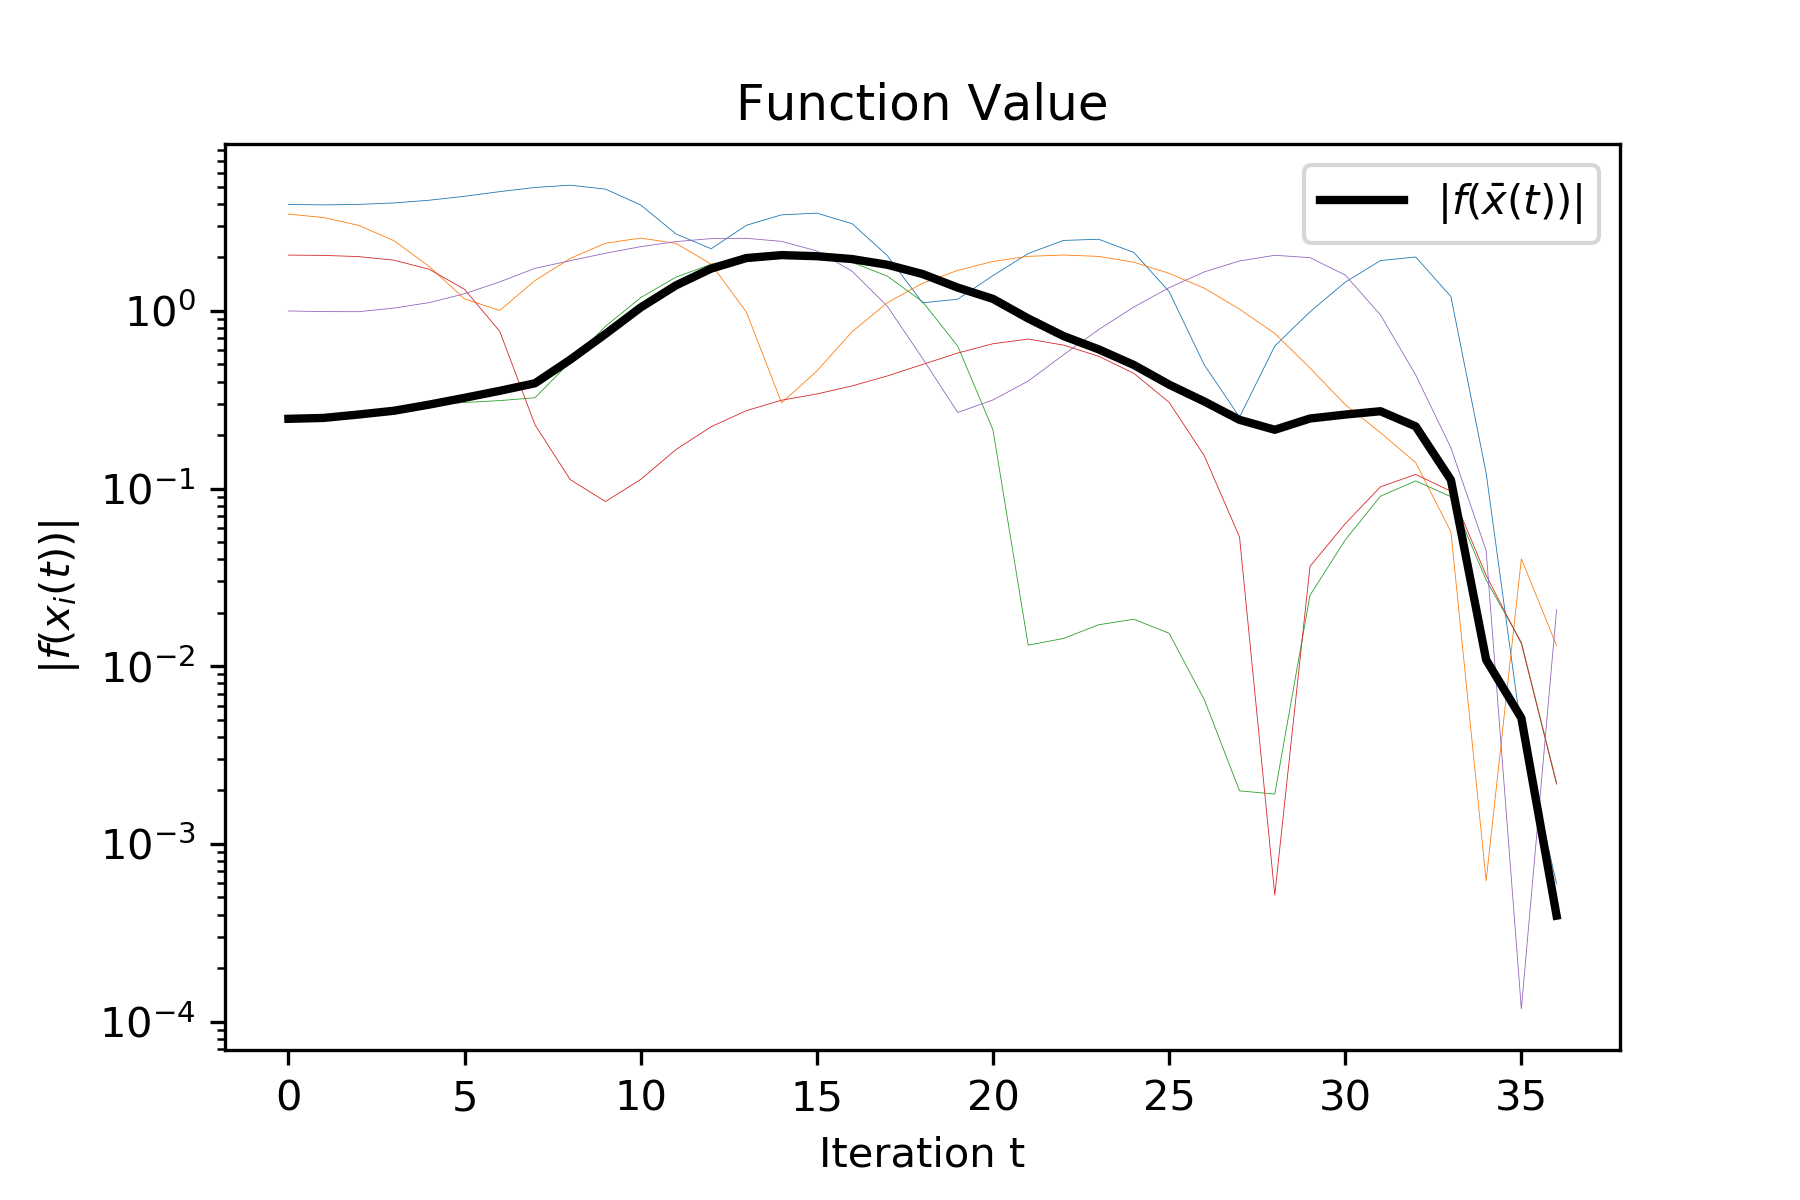 Function Value
|f(x̄(t))|
|f(xᵢ(t))|
10⁰
10⁻¹
10⁻²
10⁻³
10⁻⁴
0 5 10 15 20 25 30 35
Iteration t